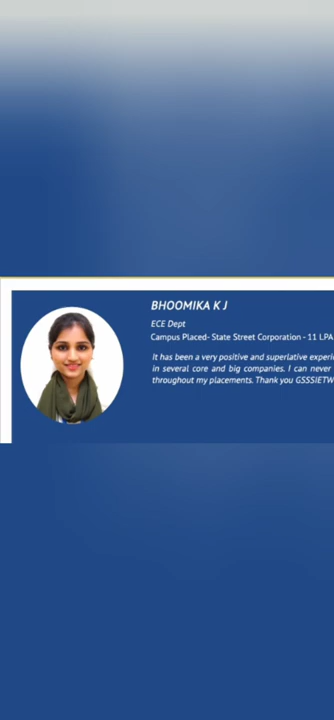 BHOOMIKA K J
ECE Dept
Campus Placed- State Street Corporation - 11 LPA
It has been a very positive and superlative
in several core and big companies. I can never
throughout my placements. Thank you GSSSIETW